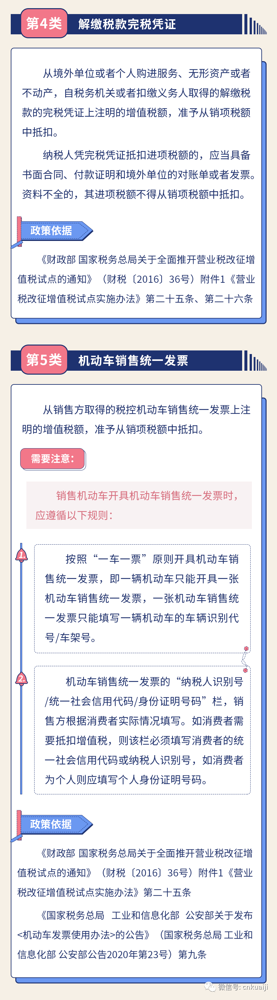 第4类 解缴税款完税凭证
从境外单位或者个人购进服务、无形资产或者
不动产，自税务机关或者扣缴义务人取得的解缴税
款的完税凭证上注明的增值税额，准予从销项税额
中抵扣。
纳税人凭完税凭证抵扣进项税额的，应当具备
书面合同、付款证明和境外单位的对账单或者发票。
资料不全的，其进项税额不得从销项税额中抵扣。
政策依据
《财政部 国家税务总局关于全面推开营业税改征增
值税试点的通知》（财税〔2016〕36号）附件1《营业
税改征增值税试点实施办法》第二十五条、第二十六条
第5类 机动车销售统一发票
从销售方取得的税控机动车销售统一发票上注
明的增值税额，准予从销项税额中抵扣。
需要注意：
销售机动车开具机动车销售统一发票时，
应遵循以下规则：
1.
按照“一车一票”原则开具机动车销
售统一发票，即一辆机动车只能开具一张
机动车销售统一发票，一张机动车销售统
一发票只能填写一辆机动车的车辆识别代
号/车架号。
2.
机动车销售统一发票的“纳税人识别号
/统一社会信用代码/身份证明号码”栏，销
售方根据消费者实际情况填写。如消费者需
要抵扣增值税，则该栏必须填写消费者的统
一社会信用代码或纳税人识别号，如消费者
为个人则应填写个人身份证明号码。
政策依据
《财政部 国家税务总局关于全面推开营业税改征增
值税试点的通知》（财税〔2016〕36号）附件1《营业
税改征增值税试点实施办法》第二十五条
《国家税务总局 工业和信息化部 公安部关于发布
<机动车发票使用办法>的公告》（国家税务总局 工业和
信息化部 公安部公告2020年第23号）第九条
微信号: cnkuaiji